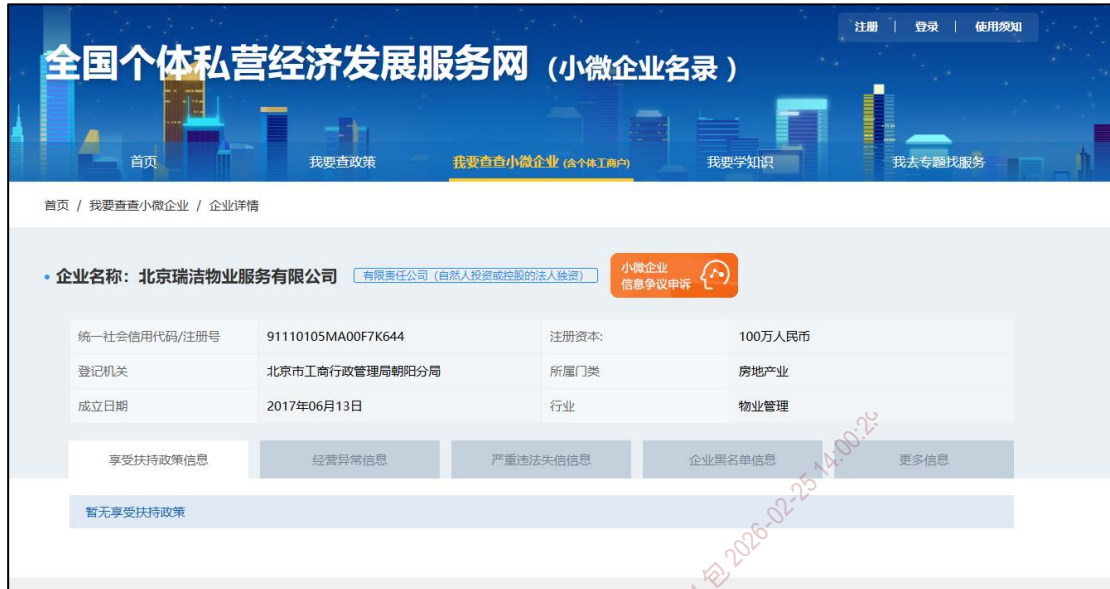 注册 | 登录 | 使用须知
全国个体私营经济发展服务网（小微企业名录）
首页 我要查政策 我要查查小微企业(含个体工商户) 我要学知识 我去专题找服务
首页 / 我要查查小微企业 / 企业详情
• 企业名称：北京瑞洁物业服务有限公司 有限责任公司（自然人投资或控股的法人独资） 小微企业
信息争议申诉
统一社会信用代码/注册号 91110105MA00F7K644 注册资本: 100万人民币
登记机关 北京市工商行政管理局朝阳分局 所属门类 房地产业
成立日期 2017年06月13日 行业 物业管理
享受扶持政策信息 经营异常信息 严重违法失信信息 企业黑名单信息 更多信息
暂无享受扶持政策
包 2026-02-25 14:00:29